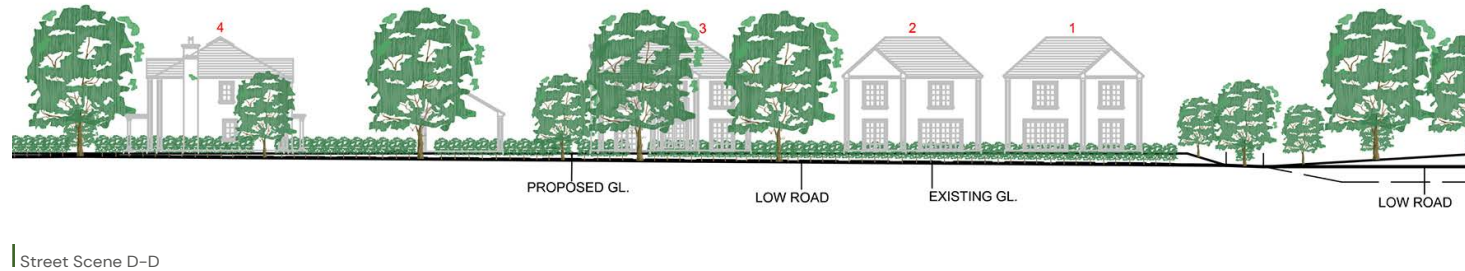 4
3
2
1
PROPOSED GL.
LOW ROAD
EXISTING GL.
LOW ROAD
Street Scene D-D